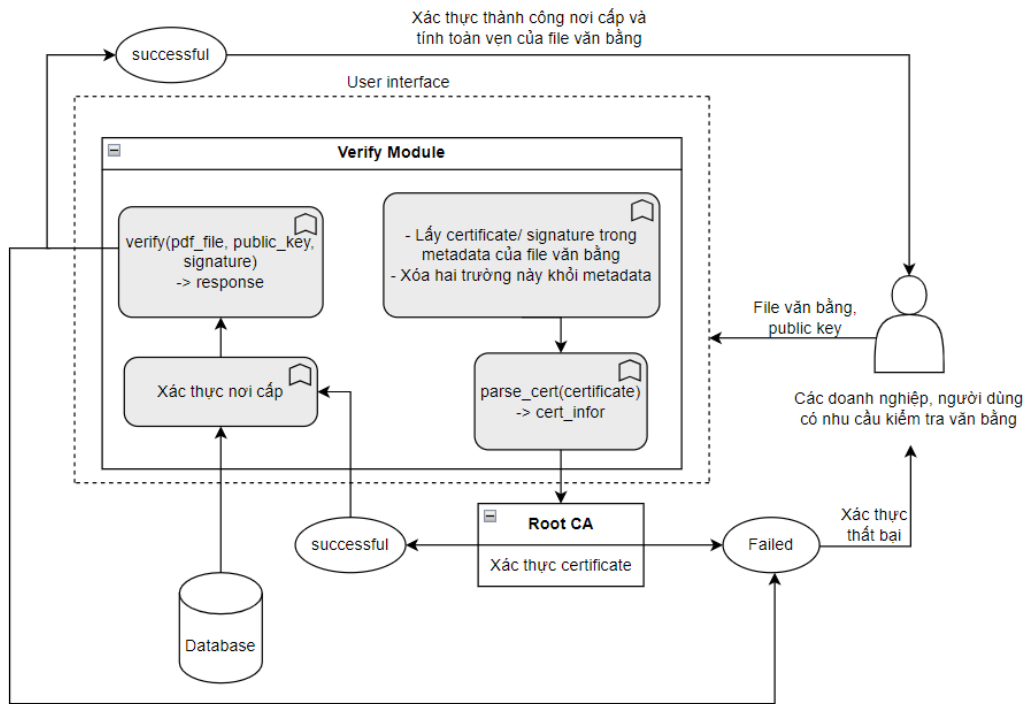 Xác thực thành công nơi cấp và
tính toàn vẹn của file văn bằng
successful
User interface
Verify Module
verify(pdf_file, public_key,
signature)
-> response
- Lấy certificate/ signature trong
metadata của file văn bằng
- Xóa hai trường này khỏi metadata
File văn bằng,
public key
Xác thực nơi cấp
parse_cert(certificate)
-> cert_infor
Các doanh nghiệp, người dùng
có nhu cầu kiểm tra văn bằng
Root CA
Xác thực certificate
successful
Failed
Xác thực
thất bại
Database